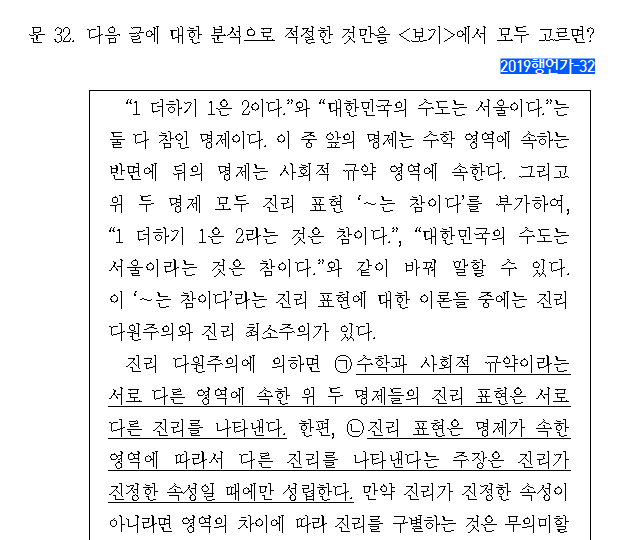 문 32. 다음 글에 대한 분석으로 적절한 것만을 <보기>에서 모두 고르면?
2019행언가-32
“1 더하기 1은 2이다.”와 “대한민국의 수도는 서울이다.”는
둘 다 참인 명제이다. 이 중 앞의 명제는 수학 영역에 속하는
반면에 뒤의 명제는 사회적 규약 영역에 속한다. 그리고
위 두 명제 모두 진리 표현 ‘～는 참이다’를 부가하여,
“1 더하기 1은 2라는 것은 참이다.”, “대한민국의 수도는
서울이라는 것은 참이다.”와 같이 바꿔 말할 수 있다.
이 ‘～는 참이다’라는 진리 표현에 대한 이론들 중에는 진리
다원주의와 진리 최소주의가 있다.
진리 다원주의에 의하면 ㉠수학과 사회적 규약이라는
서로 다른 영역에 속한 위 두 명제들의 진리 표현은 서로
다른 진리를 나타낸다. 한편, ㉡진리 표현은 명제가 속한
영역에 따라서 다른 진리를 나타낸다는 주장은 진리가
진정한 속성일 때에만 성립한다. 만약 진리가 진정한 속성이
아니라면 영역의 차이에 따라 진리를 구별하는 것은 무의미할